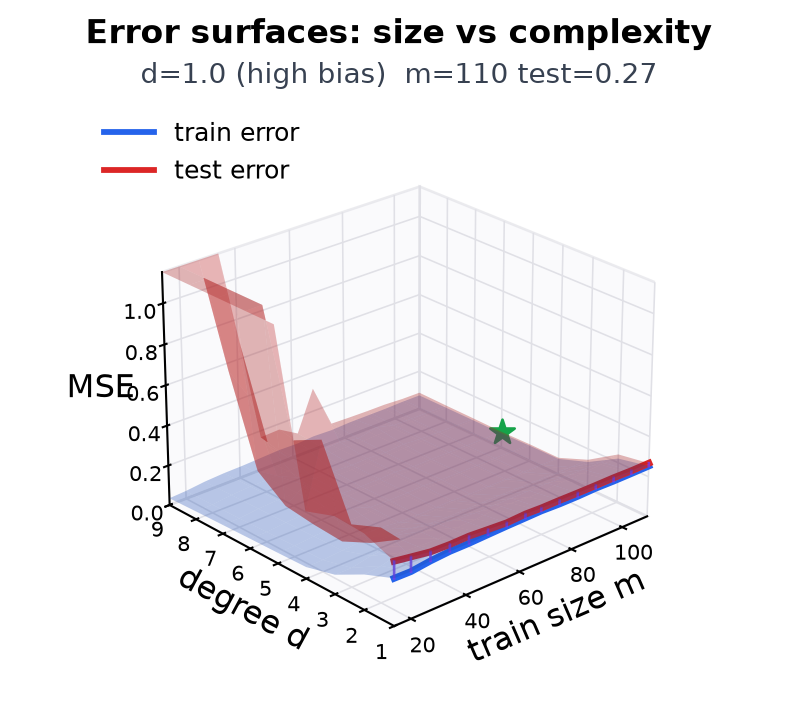 Error surfaces: size vs complexity
d=1.0 (high bias)  m=110 test=0.27
train error
test error
1.0
0.8
MSE
0.6
0.4
0.2
0.0
9
8
7
6
5
4
3
2
1
degree d
20
40
60
80
100
train size m